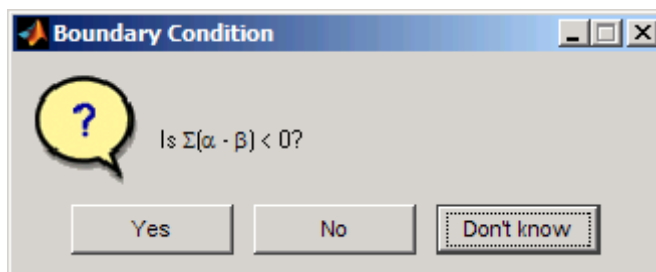 Boundary Condition
?
Is Σ(α - β) < 0?
Yes No Don't know